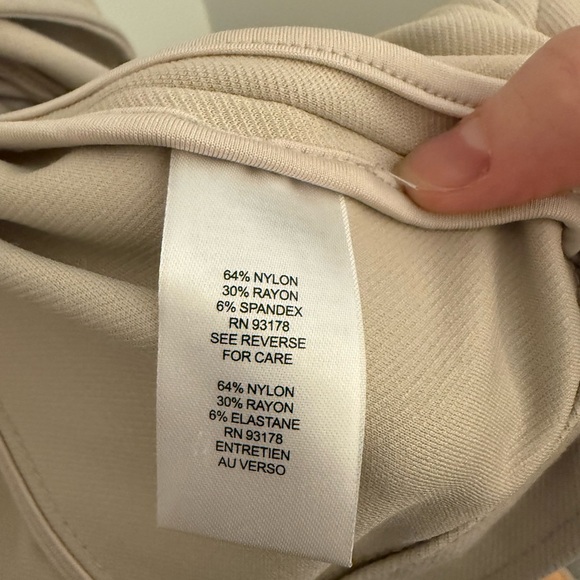 64% NYLON
30% RAYON
6% SPANDEX
RN 93178
SEE REVERSE
FOR CARE
64% NYLON
30% RAYON
6% ELASTANE
RN 93178
ENTRETIEN
AU VERSO